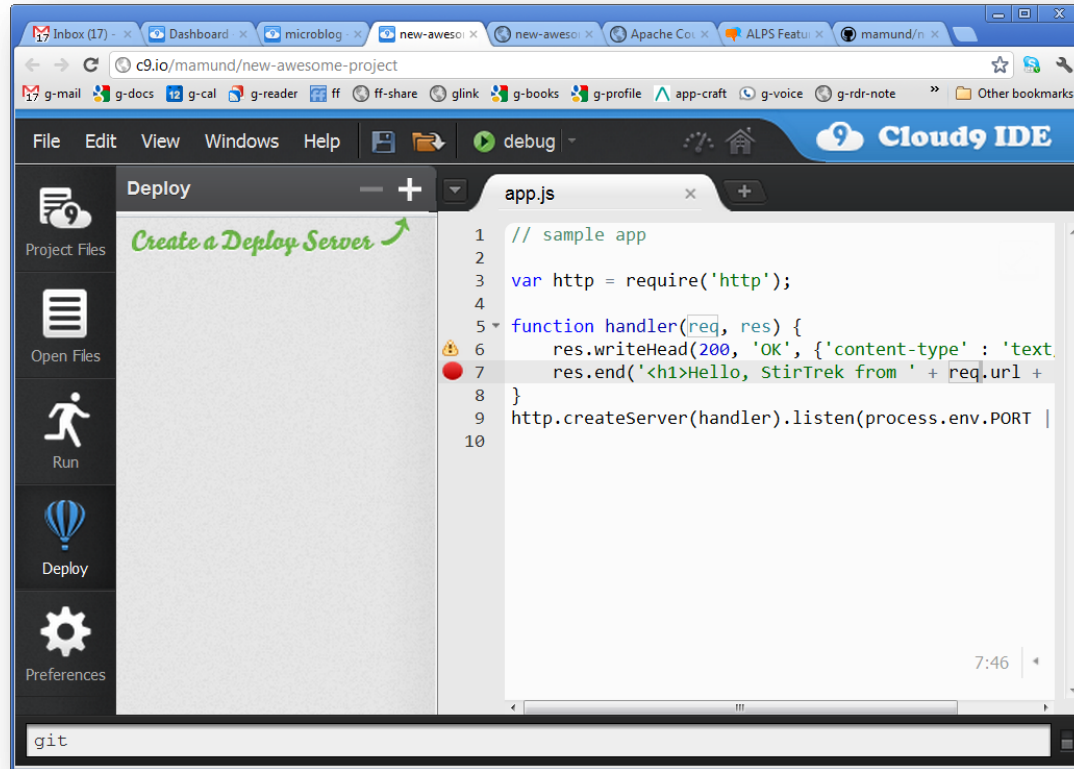 Inbox (17) -
Dashboard
microblog
new-aweso
new-aweso
Apache Co
ALPS Featu
mamund/n
c9.io/mamund/new-awesome-project
17 g-mail g-docs 12 g-cal g-reader ff ff-share glink g-books g-profile app-craft g-voice g-rdr-note » Other bookmarks
File Edit View Windows Help debug 9 Cloud9 IDE
Deploy
app.js
Create a Deploy Server
Project Files
Open Files
Run
Deploy
Preferences
1 // sample app
2
3 var http = require('http');
4
5 function handler(req, res) {
6 res.writeHead(200, 'OK', {'content-type' : 'text/
7 res.end('<h1>Hello, StirTrek from ' + req.url +
8 }
9 http.createServer(handler).listen(process.env.PORT |
10
7:46
git